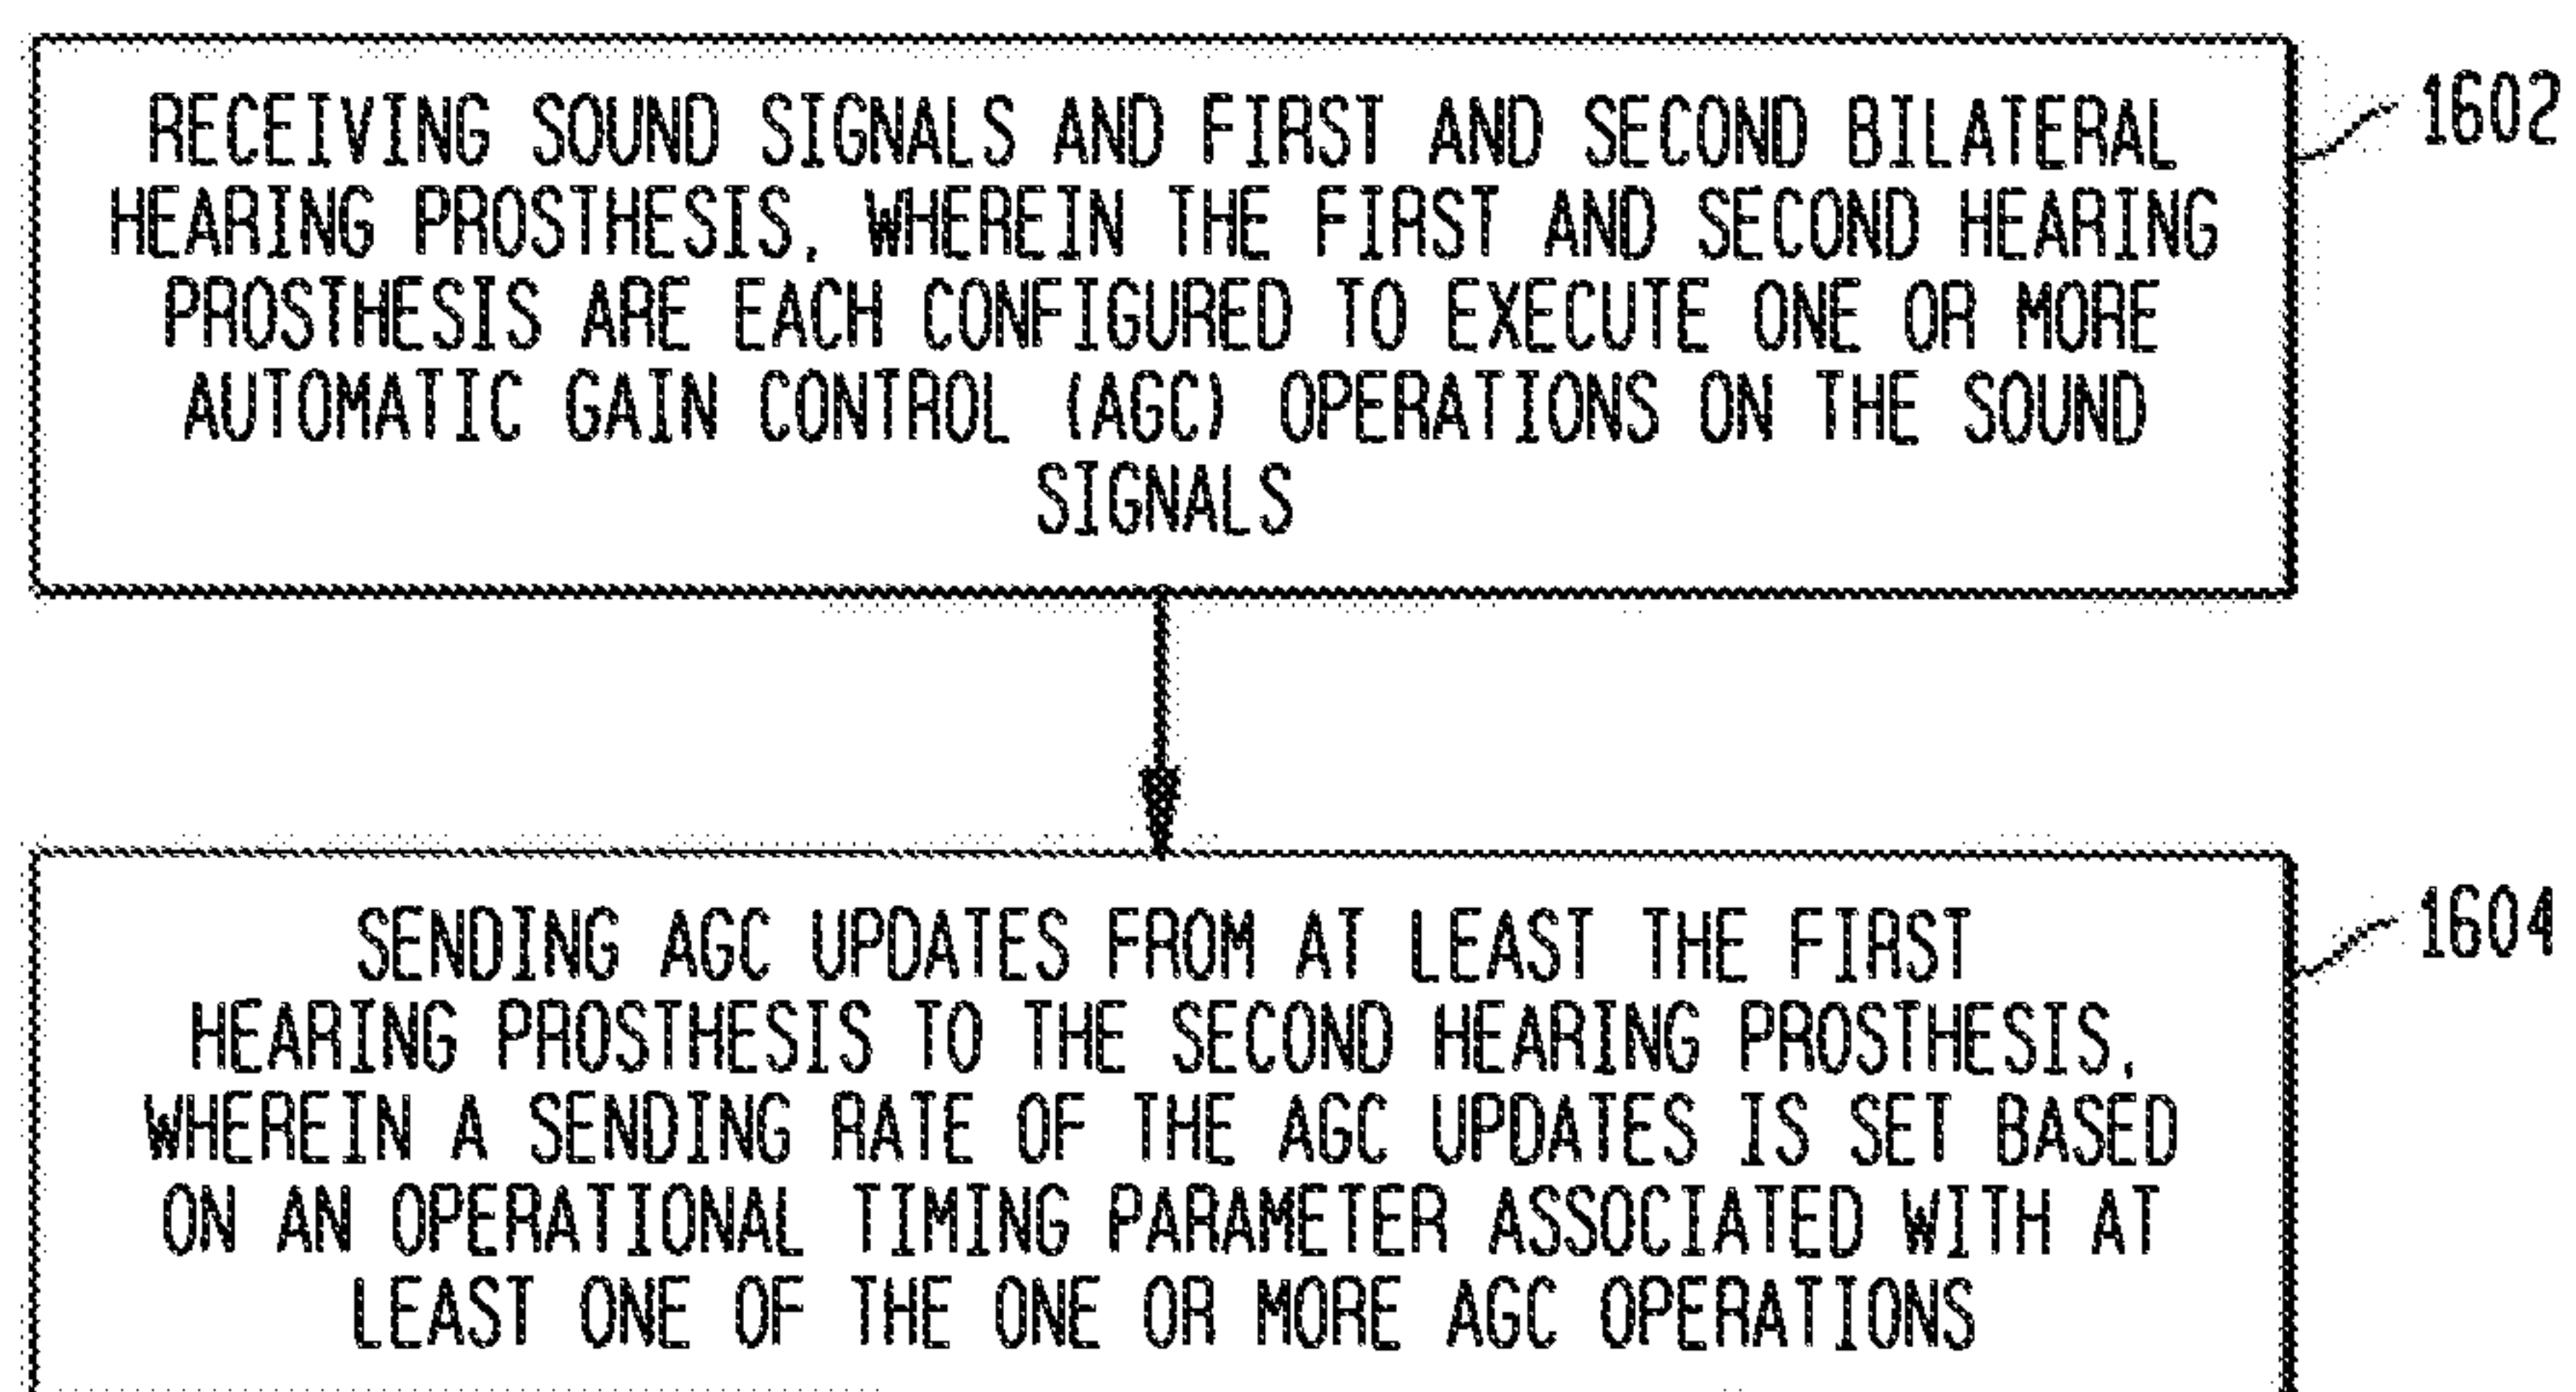 RECEIVING SOUND SIGNALS AND FIRST AND SECOND BILATERAL
HEARING PROSTHESIS, WHEREIN THE FIRST AND SECOND HEARING
PROSTHESIS ARE EACH CONFIGURED TO EXECUTE ONE OR MORE
AUTOMATIC GAIN CONTROL (AGC) OPERATIONS ON THE SOUND
SIGNALS
1602
SENDING AGC UPDATES FROM AT LEAST THE FIRST
HEARING PROSTHESIS TO THE SECOND HEARING PROSTHESIS,
WHEREIN A SENDING RATE OF THE AGC UPDATES IS SET BASED
ON AN OPERATIONAL TIMING PARAMETER ASSOCIATED WITH AT
LEAST ONE OF THE ONE OR MORE AGC OPERATIONS
1604